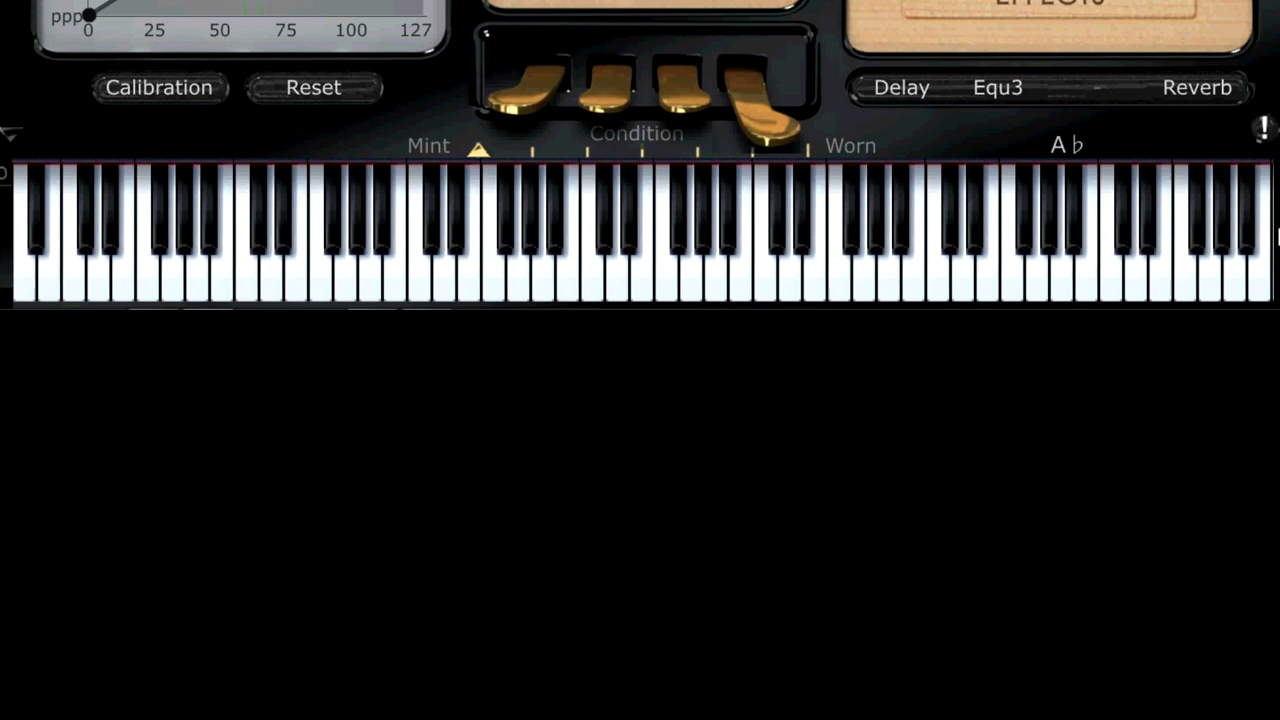 ppp
0 25 50 75 100 127
Calibration Reset
Delay Equ3 Reverb
Condition
Mint Worn A♭
!